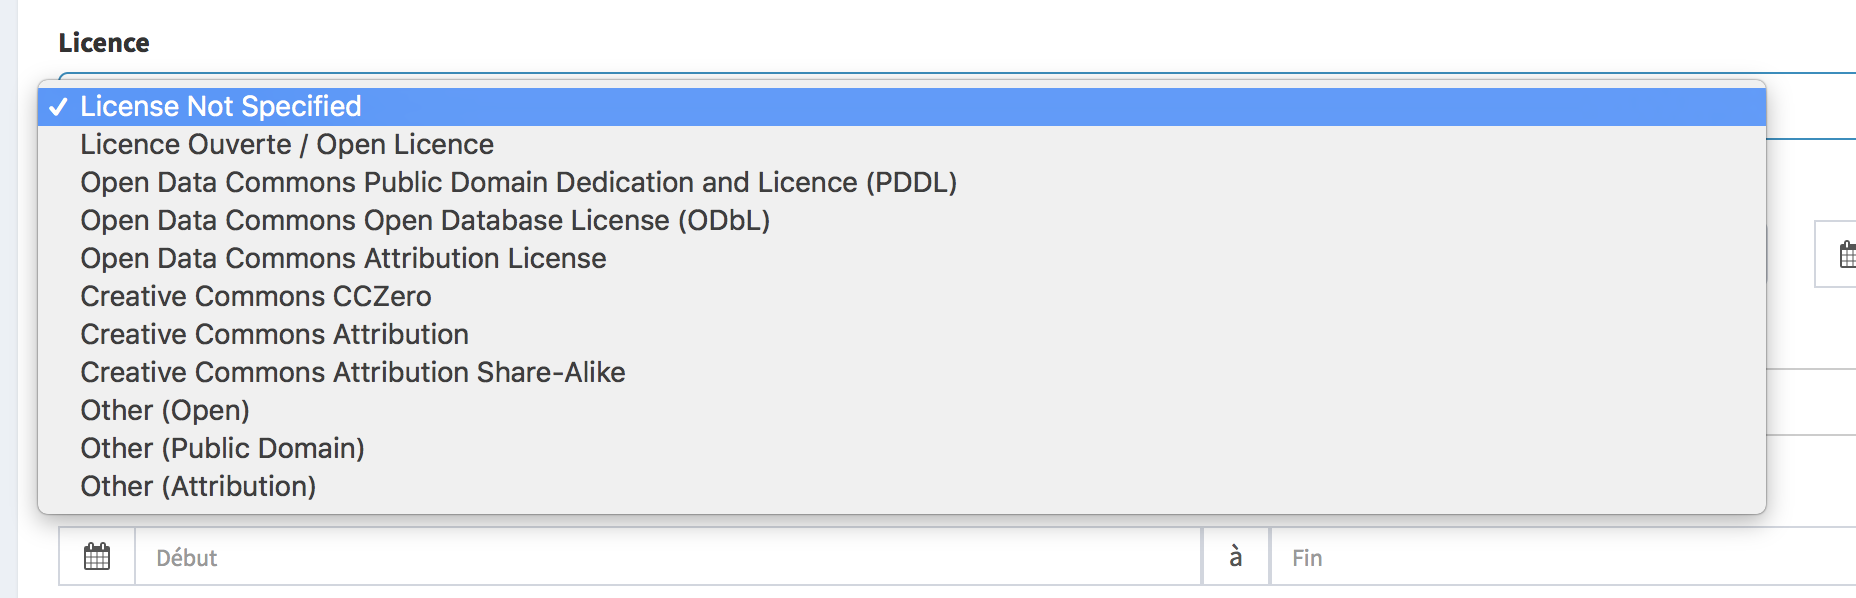 Licence
License Not Specified
Licence Ouverte / Open Licence
Open Data Commons Public Domain Dedication and Licence (PDDL)
Open Data Commons Open Database License (ODbL)
Open Data Commons Attribution License
Creative Commons CCZero
Creative Commons Attribution
Creative Commons Attribution Share-Alike
Other (Open)
Other (Public Domain)
Other (Attribution)
Début à Fin